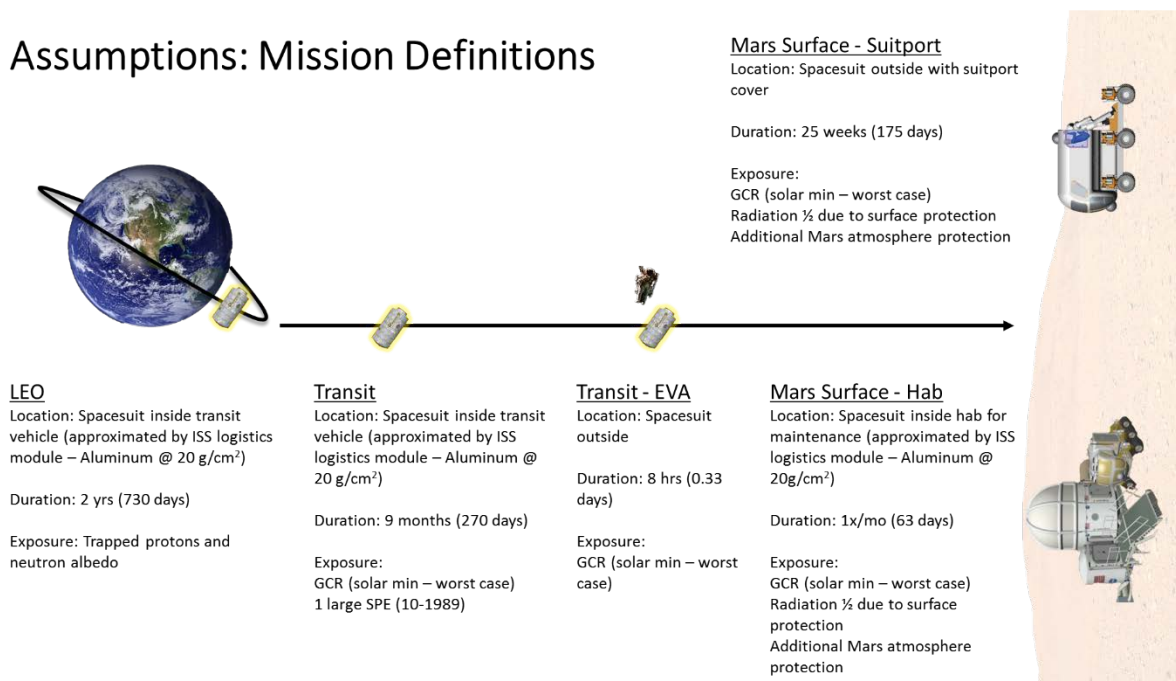 Assumptions: Mission Definitions
Mars Surface - Suitport
Location: Spacesuit outside with suitport
cover
Duration: 25 weeks (175 days)
Exposure:
GCR (solar min – worst case)
Radiation ½ due to surface protection
Additional Mars atmosphere protection
LEO
Location: Spacesuit inside transit
vehicle (approximated by ISS logistics
module – Aluminum @ 20 g/cm²)
Duration: 2 yrs (730 days)
Exposure: Trapped protons and
neutron albedo
Transit
Location: Spacesuit inside transit
vehicle (approximated by ISS
logistics module – Aluminum @
20 g/cm²)
Duration: 9 months (270 days)
Exposure:
GCR (solar min – worst case)
1 large SPE (10-1989)
Transit - EVA
Location: Spacesuit
outside
Duration: 8 hrs (0.33
days)
Exposure:
GCR (solar min – worst
case)
Mars Surface - Hab
Location: Spacesuit inside hab for
maintenance (approximated by ISS
logistics module – Aluminum @
20g/cm²)
Duration: 1x/mo (63 days)
Exposure:
GCR (solar min – worst case)
Radiation ½ due to surface
protection
Additional Mars atmosphere
protection